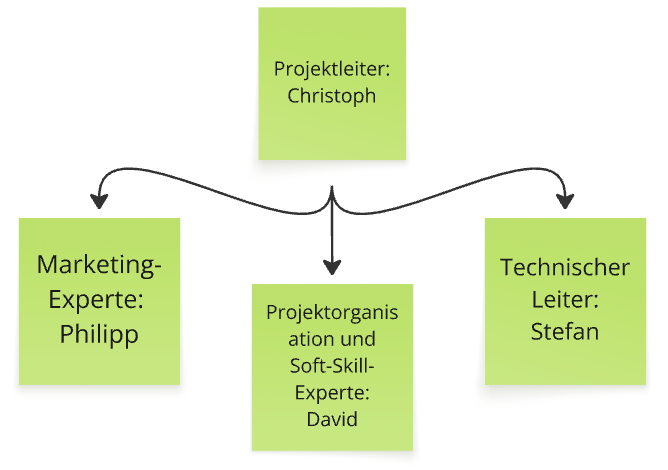 Projektleiter:
Christoph
Marketing-
Experte:
Philipp
Projektorganis
ation und
Soft-Skill-
Experte:
David
Technischer
Leiter:
Stefan